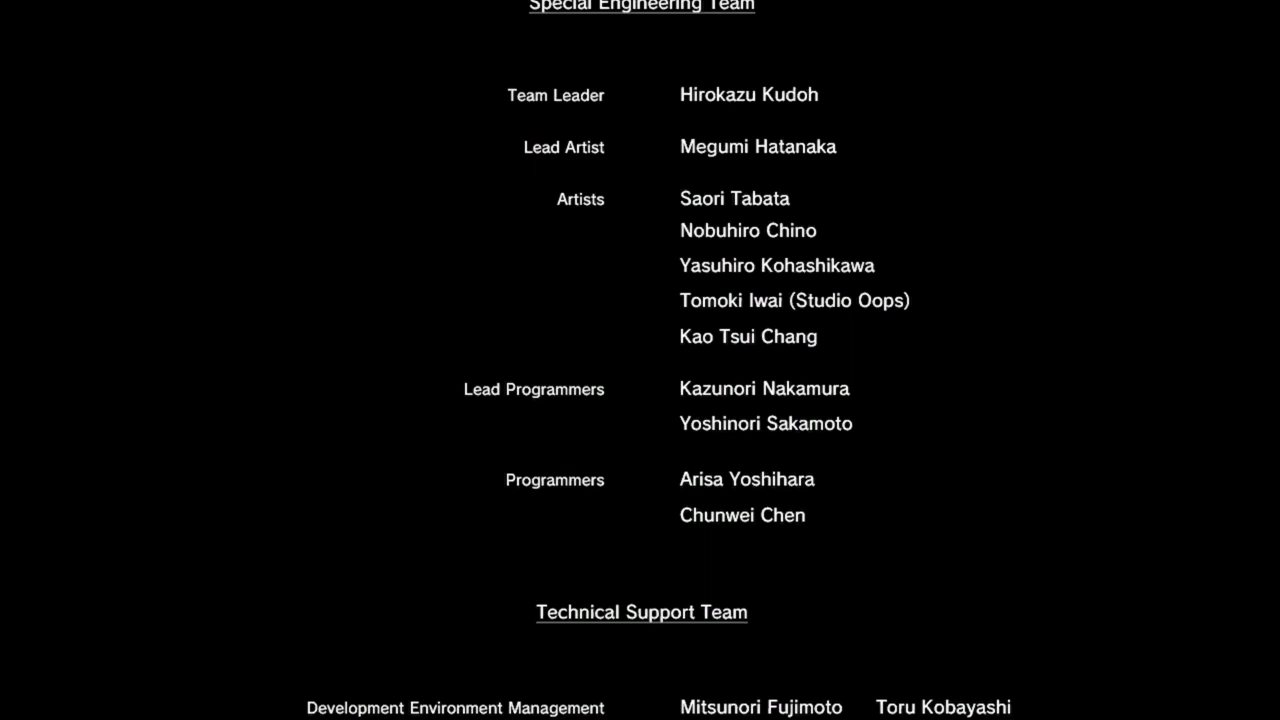 Special Engineering Team
Team Leader Hirokazu Kudoh
Lead Artist Megumi Hatanaka
Artists Saori Tabata
Nobuhiro Chino
Yasuhiro Kohashikawa
Tomoki Iwai (Studio Oops)
Kao Tsui Chang
Lead Programmers Kazunori Nakamura
Yoshinori Sakamoto
Programmers Arisa Yoshihara
Chunwei Chen
Technical Support Team
Development Environment Management Mitsunori Fujimoto Toru Kobayashi